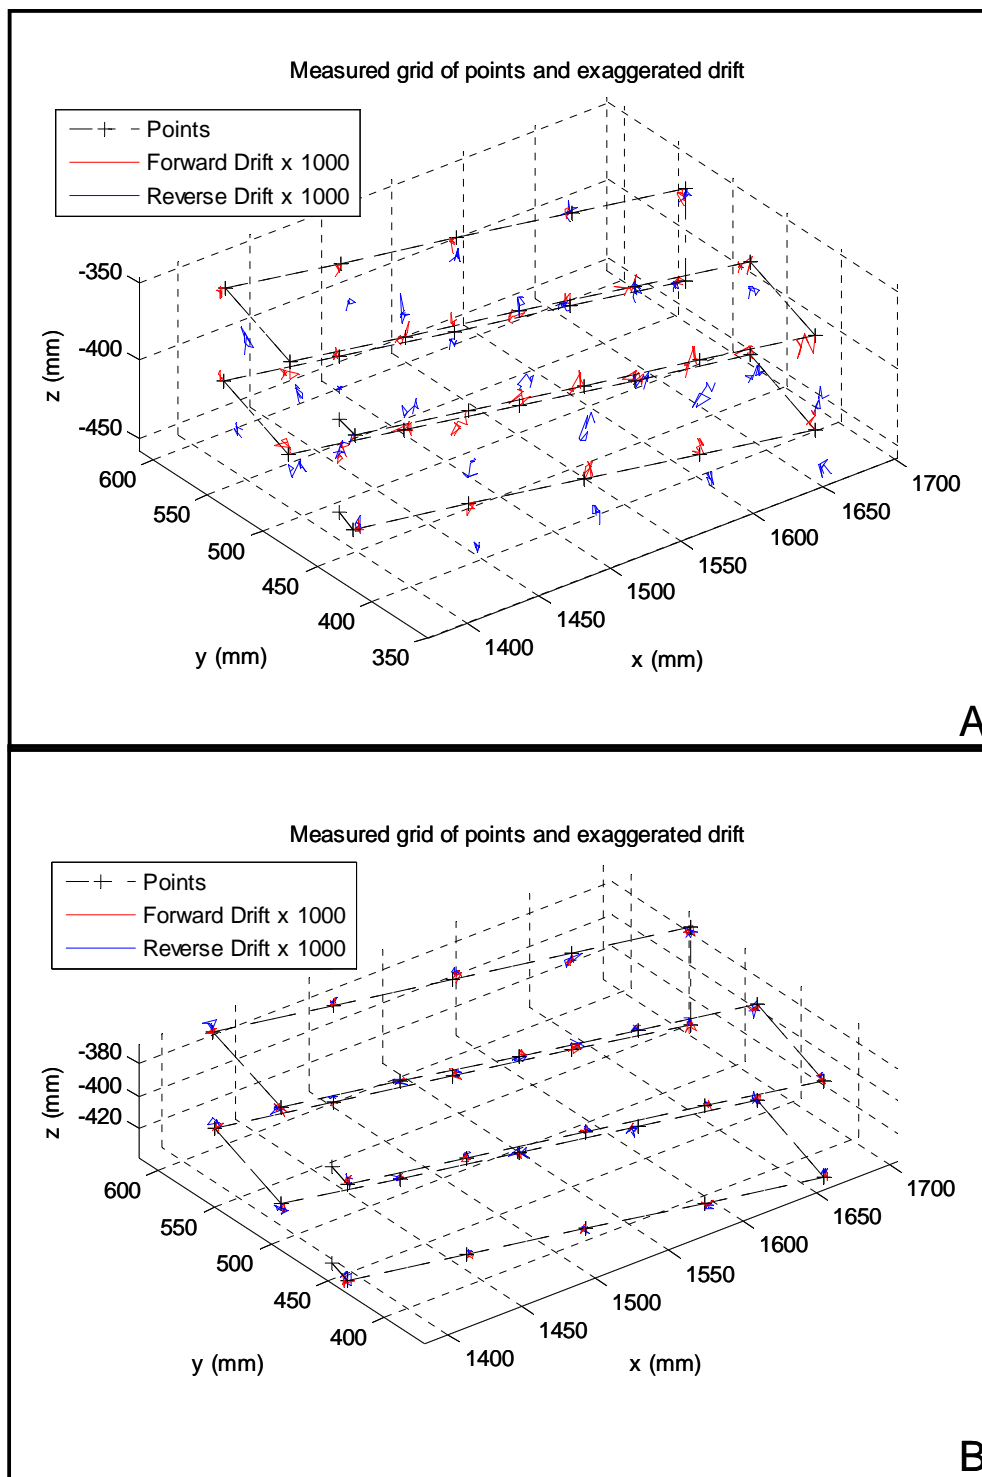 Measured grid of points and exaggerated drift
Points
Forward Drift x 1000
Reverse Drift x 1000
-350
-400
-450
z (mm)
600
550
500
450
400
350
y (mm)
1400
1450
1500
1550
1600
1650
1700
x (mm)
A
Measured grid of points and exaggerated drift
Points
Forward Drift x 1000
Reverse Drift x 1000
-380
-400
-420
z (mm)
600
550
500
450
400
y (mm)
1400
1450
1500
1550
1600
1650
1700
x (mm)
B